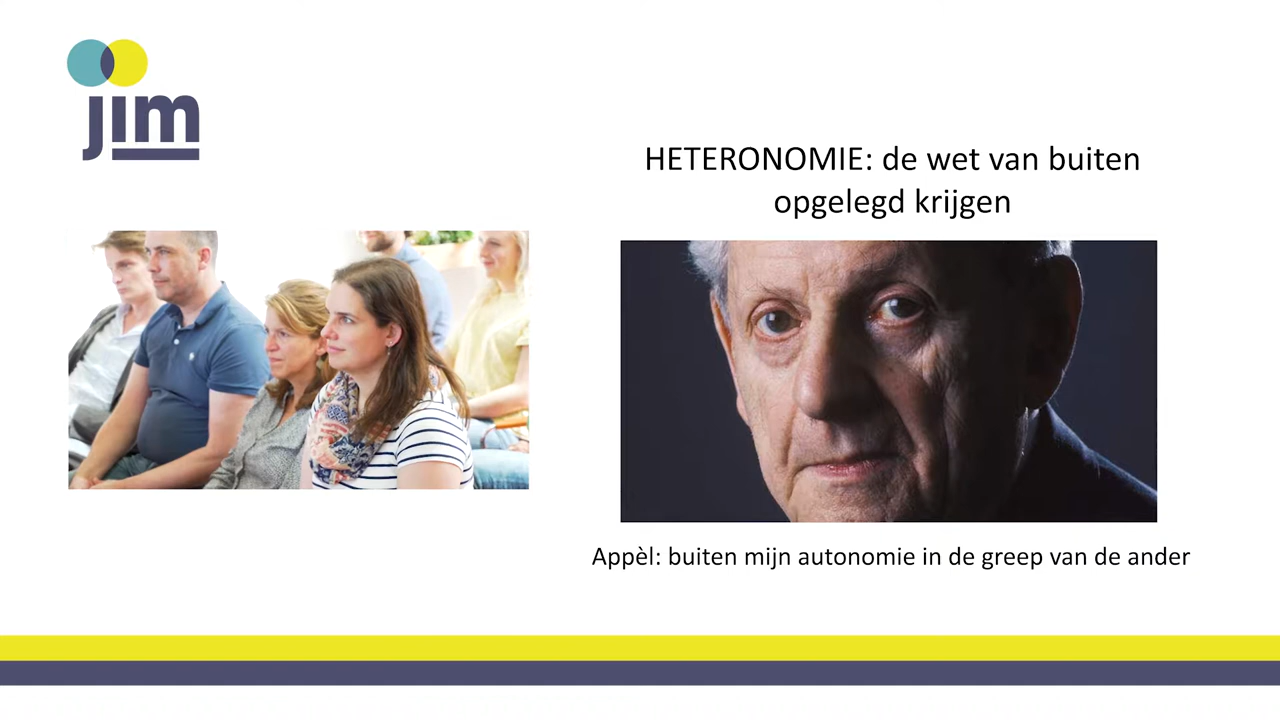 jim
HETERONOMIE: de wet van buiten
opgelegd krijgen
Appèl: buiten mijn autonomie in de greep van de ander